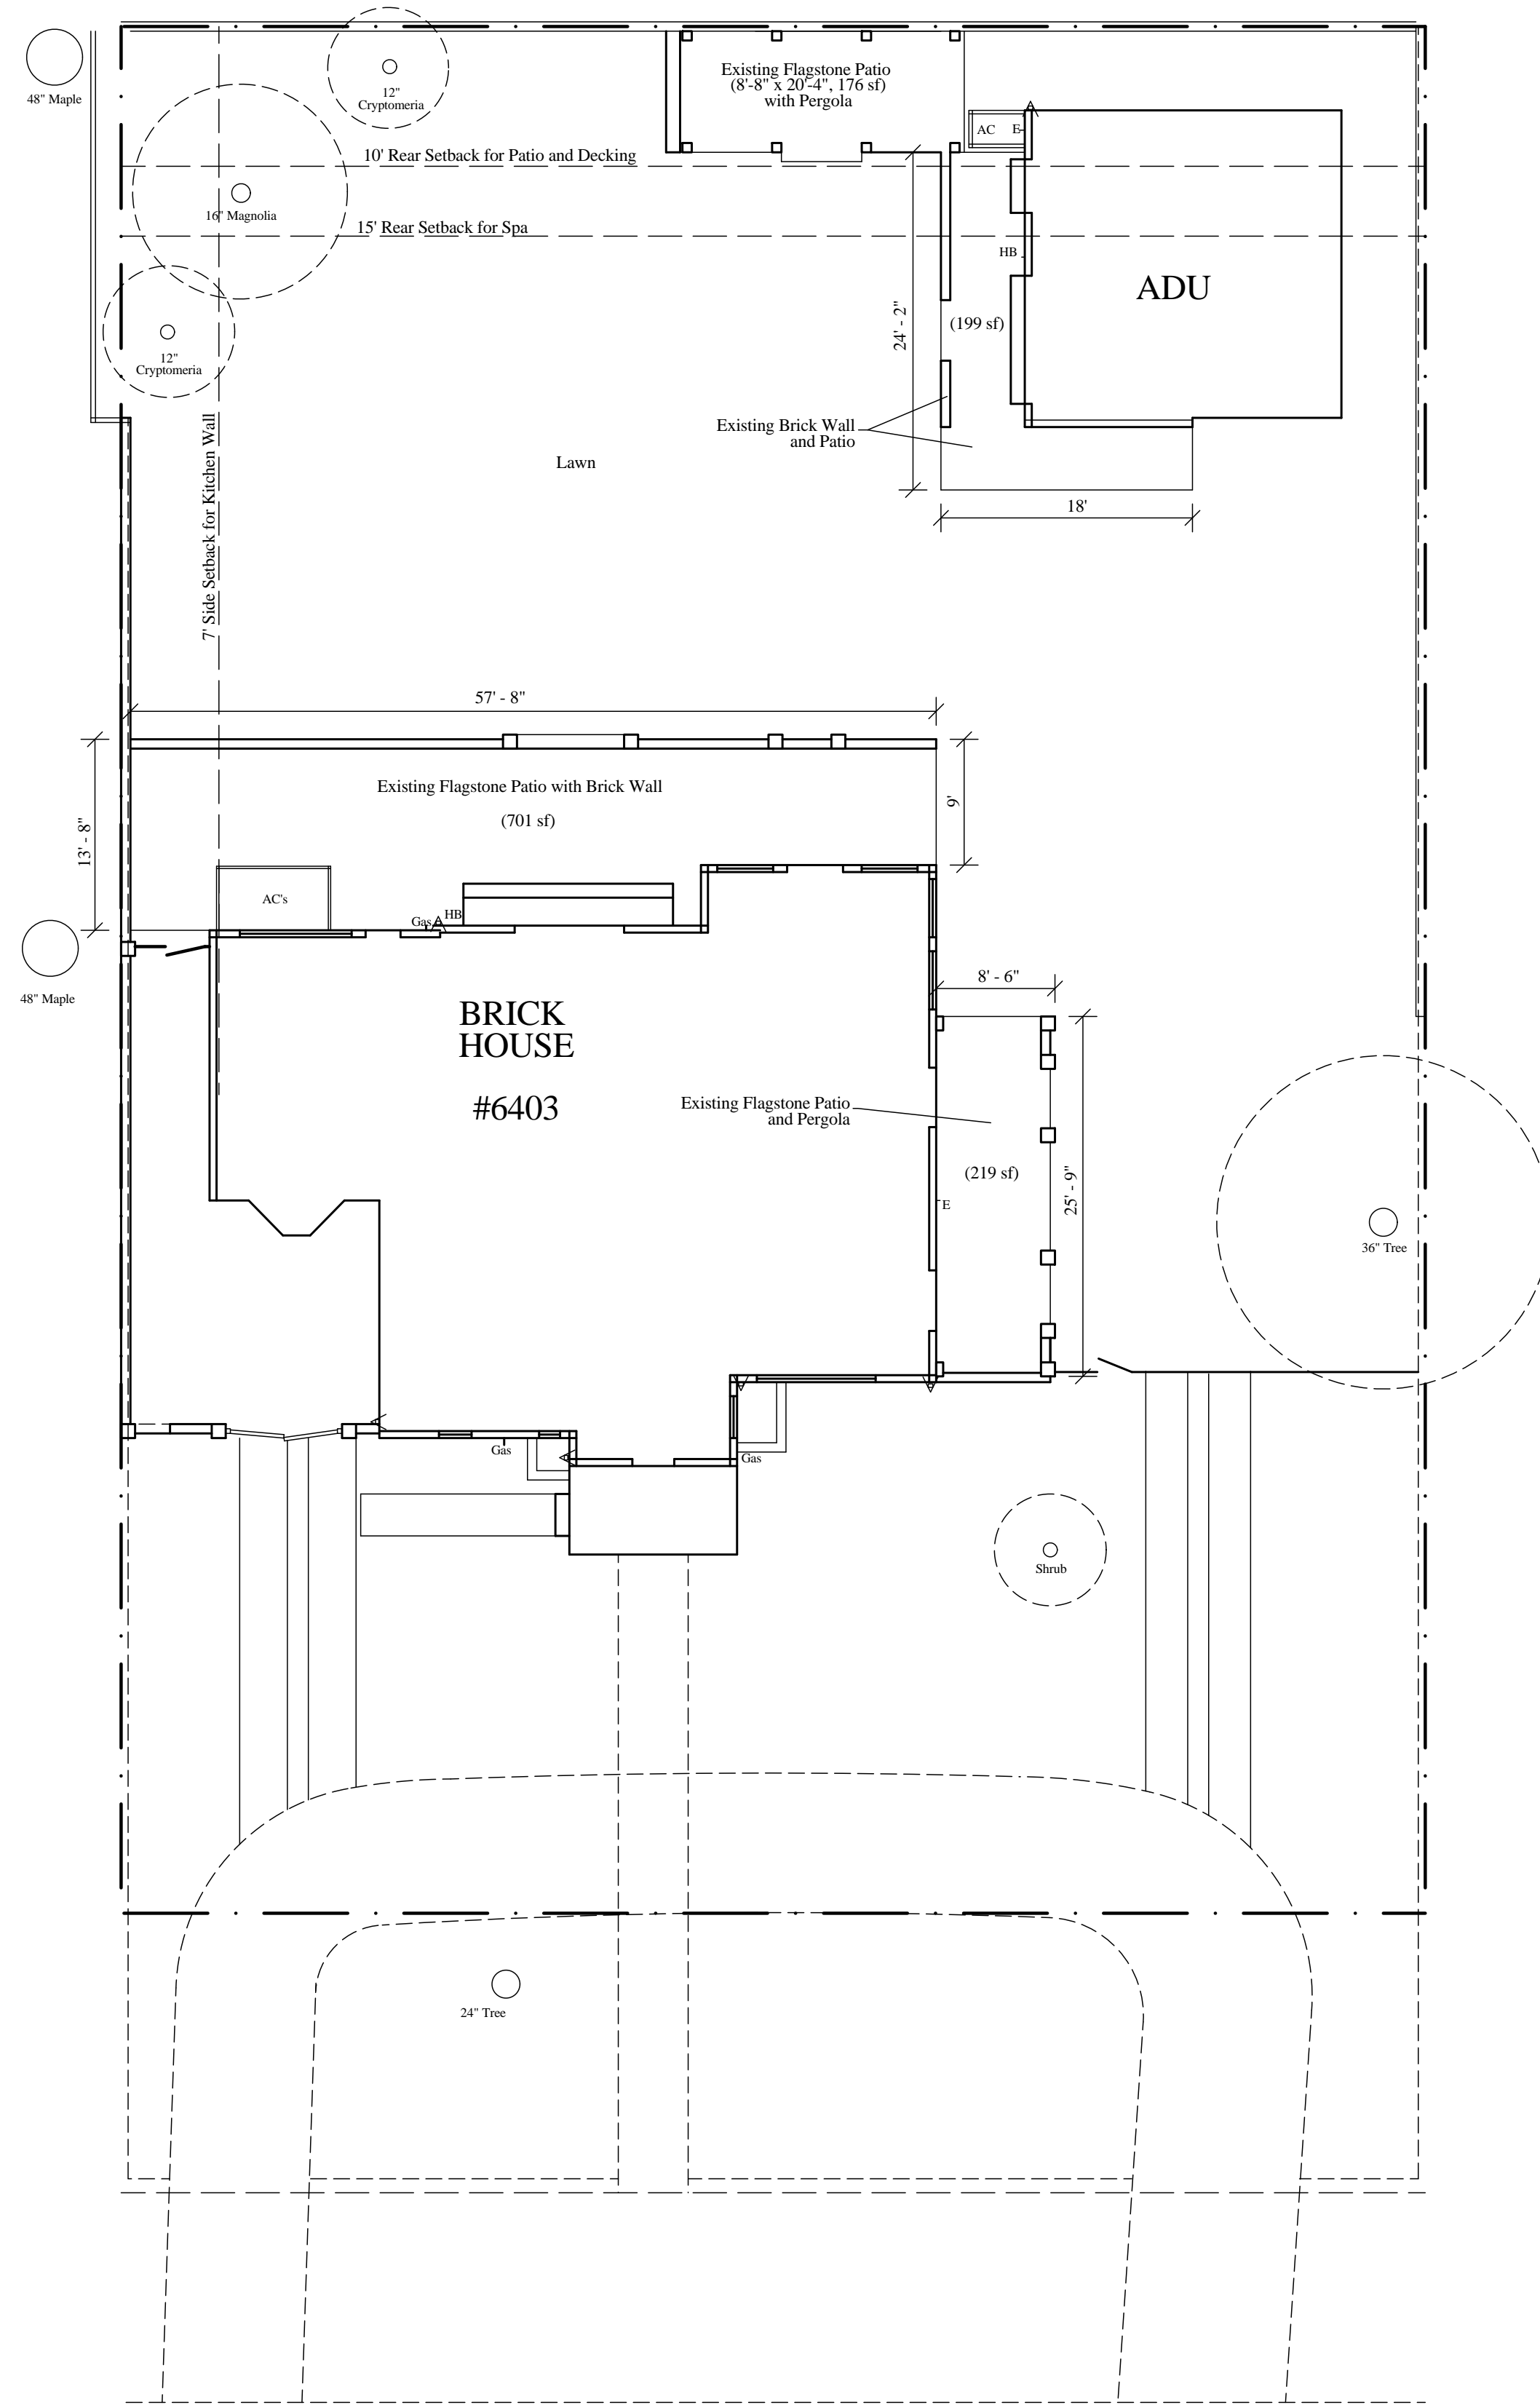 48" Maple
12"
Cryptomeria
Existing Flagstone Patio
(8'-8" x 20'-4", 176 sf)
with Pergola
AC
E
10' Rear Setback for Patio and Decking
16" Magnolia
15' Rear Setback for Spa
HB
ADU
24' - 2"
(199 sf)
12"
Cryptomeria
7' Side Setback for Kitchen Wall
Existing Brick Wall
and Patio
Lawn
18'
57' - 8"
Existing Flagstone Patio with Brick Wall
(701 sf)
9'
13' - 8"
AC's
Gas
HB
48" Maple
8' - 6"
BRICK
HOUSE
#6403
Existing Flagstone Patio
and Pergola
(219 sf)
25' - 9"
E
36" Tree
Gas
Gas
Shrub
24" Tree